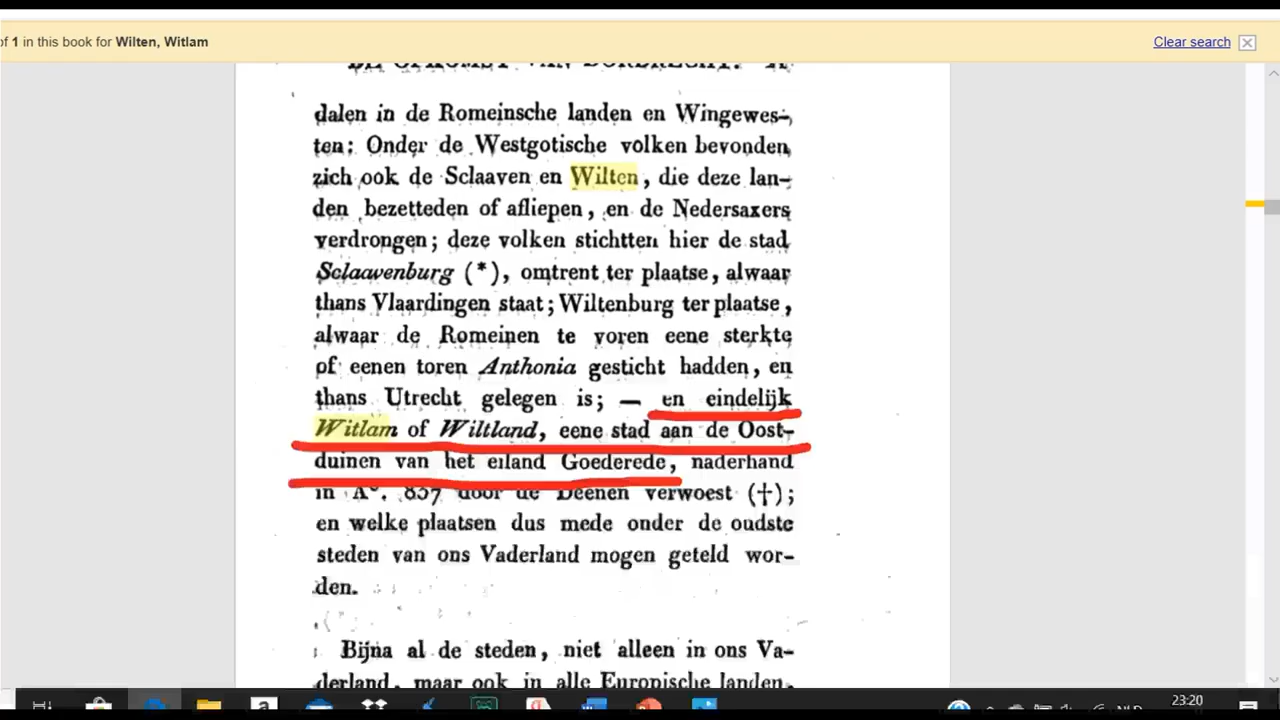 of 1 in this book for Wilten, Witlam
Clear search
DE OPKOMST VAN DORDRECHT.
dalen in de Romeinsche landen en Wingewes-
ten; Onder de Westgotische volken bevonden
zich ook de Sclaaven en Wilten, die deze lan-
den bezetteden of afliepen, en de Nedersaxers
verdrongen; deze volken stichtten hier de stad
Sclaavenburg (*), omtrent ter plaatse, alwaar
thans Vlaardingen staat; Wiltenburg ter plaatse,
alwaar de Romeinen te voren eene sterkte
of eenen toren Anthonia gesticht hadden, en
thans Utrecht gelegen is; — en eindelijk
Witlam of Wiltland, eene stad aan de Oost-
duinen van het eiland Goederede, naderhand
in A°. 837 door de Deenen verwoest (†);
en welke plaatsen dus mede onder de oudste
steden van ons Vaderland mogen geteld wor-
den.
Bijna al de steden, niet alleen in ons Va-
derland, maar ook in alle Europische landen,
23:20